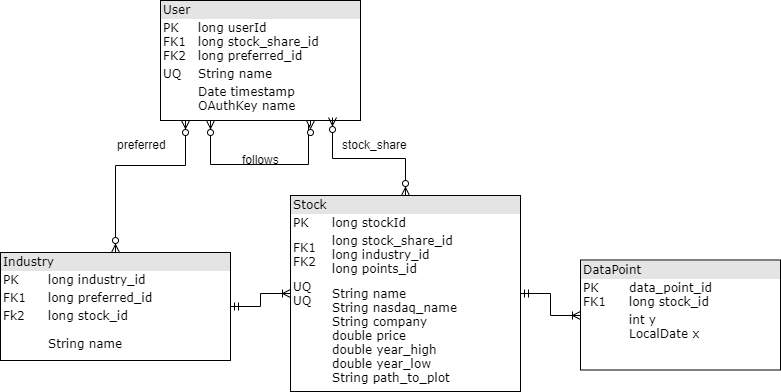 User
PK long userId
FK1 long stock_share_id
FK2 long preferred_id
UQ String name
Date timestamp
OAuthKey name
preferred
follows
stock_share
Stock
PK long stockId
FK1 long stock_share_id
FK2 long industry_id
long points_id
UQ String name
UQ String nasdaq_name
String company
double price
double year_high
double year_low
String path_to_plot
Industry
PK long industry_id
FK1 long preferred_id
Fk2 long stock_id
String name
DataPoint
PK data_point_id
FK1 long stock_id
int y
LocalDate x